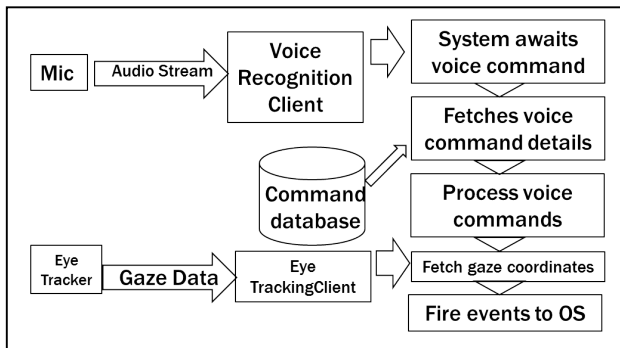 Mic
Audio Stream
Voice
Recognition
Client
System awaits
voice command
Fetches voice
command details
Command
database
Process voice
commands
Eye
Tracker
Gaze Data
Eye
TrackingClient
Fetch gaze coordinates
Fire events to OS